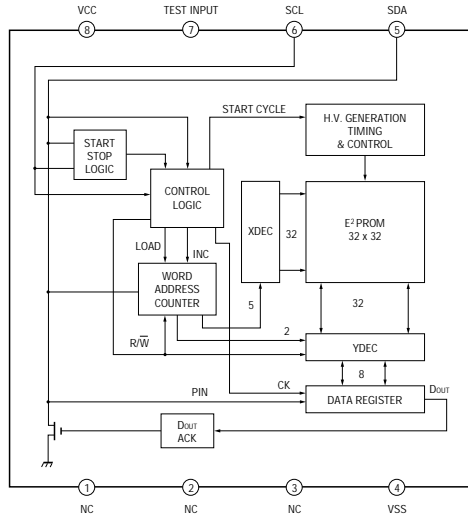 VCC TEST INPUT SCL SDA
8 7 6 5
START CYCLE
H.V. GENERATION
TIMING
& CONTROL
START
STOP
LOGIC
CONTROL
LOGIC
XDEC
32
E² PROM
32 x 32
LOAD
INC
WORD
ADDRESS
COUNTER
5
32
2
R/W̅
YDEC
8
CK
PIN
DATA REGISTER
DOUT
DOUT
ACK
1 2 3 4
NC NC NC VSS